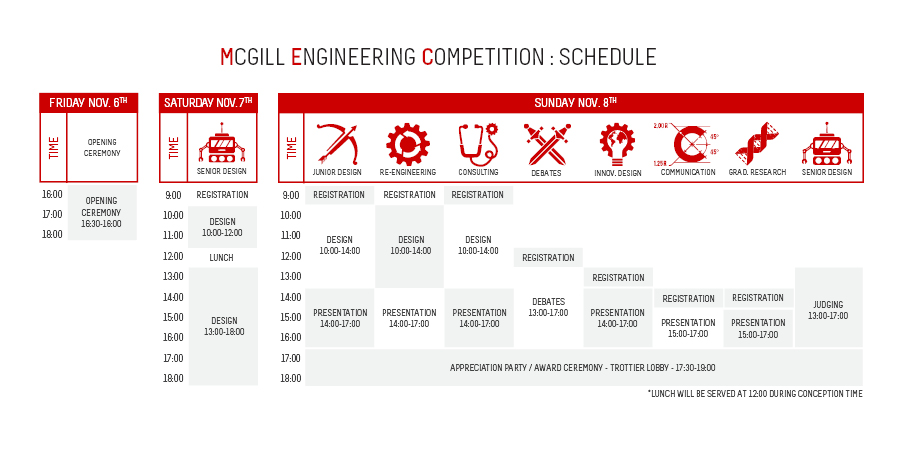 MCGILL ENGINEERING COMPETITION : SCHEDULE
FRIDAY NOV. 6TH
TIME
OPENING
CEREMONY
16:00
17:00
18:00
OPENING
CEREMONY
16:30-16:00
SATURDAY NOV.7TH
TIME
SENIOR DESIGN
9:00 REGISTRATION
10:00
11:00
DESIGN
10:00-12:00
12:00 LUNCH
13:00
14:00
15:00
16:00
17:00
18:00
DESIGN
13:00-18:00
SUNDAY NOV. 8TH
TIME
2.00R
45°
45°
1.25R
JUNIOR DESIGN RE-ENGINEERING CONSULTING DEBATES INNOV. DESIGN COMMUNICATION GRAD. RESEARCH SENIOR DESIGN
9:00 REGISTRATION REGISTRATION REGISTRATION
10:00
11:00
DESIGN DESIGN DESIGN
10:00-14:00 10:00-14:00 10:00-14:00
12:00 REGISTRATION
13:00 REGISTRATION
14:00 REGISTRATION REGISTRATION
DEBATES
13:00-17:00
JUDGING
13:00-17:00
15:00
PRESENTATION PRESENTATION PRESENTATION PRESENTATION
14:00-17:00 14:00-17:00 14:00-17:00 14:00-17:00
PRESENTATION PRESENTATION
15:00-17:00 15:00-17:00
16:00
17:00
18:00
APPRECIATION PARTY / AWARD CEREMONY - TROTTIER LOBBY - 17:30-19:00
*LUNCH WILL BE SERVED AT 12:00 DURING CONCEPTION TIME